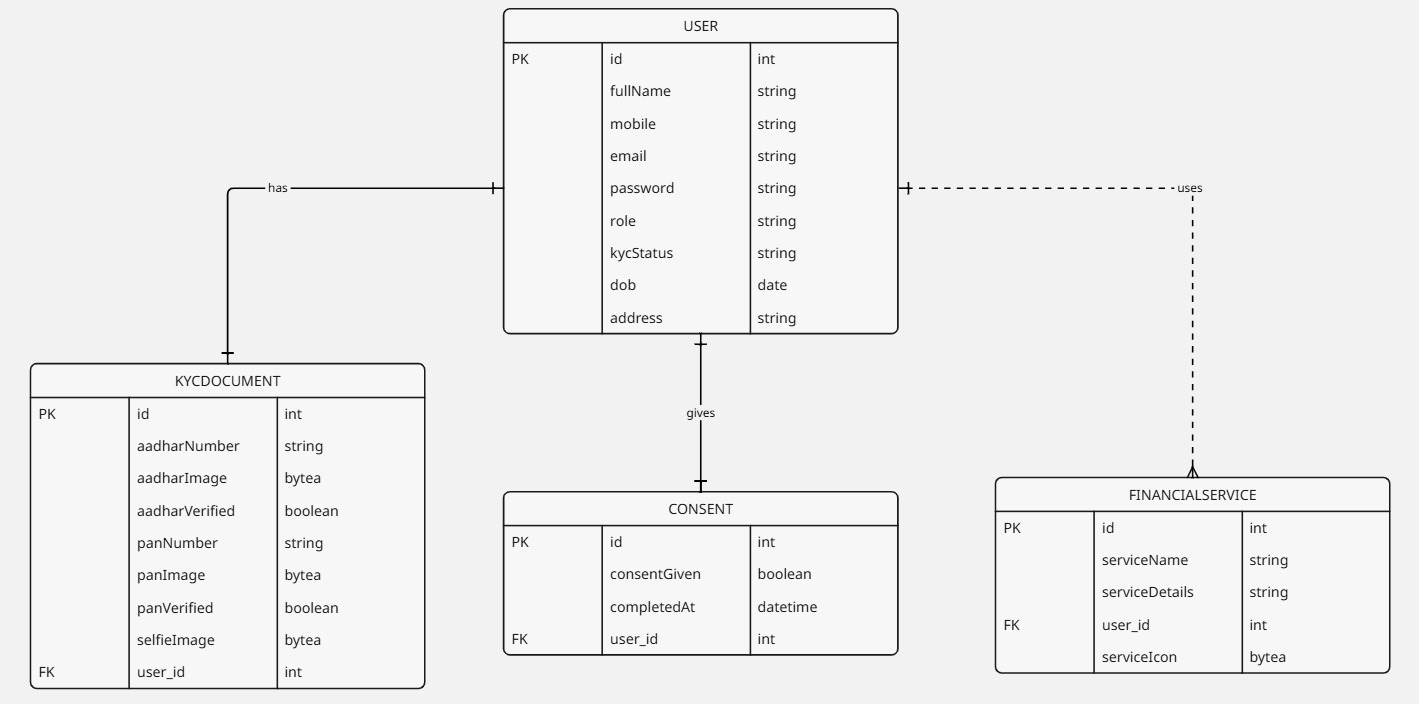 USER
PK id int
fullName string
mobile string
email string
password string
role string
kycStatus string
dob date
address string
has
uses
gives
KYCDOCUMENT
PK id int
aadharNumber string
aadharImage bytea
aadharVerified boolean
panNumber string
panImage bytea
panVerified boolean
selfieImage bytea
FK user_id int
CONSENT
PK id int
consentGiven boolean
completedAt datetime
FK user_id int
FINANCIALSERVICE
PK id int
serviceName string
serviceDetails string
FK user_id int
serviceIcon bytea